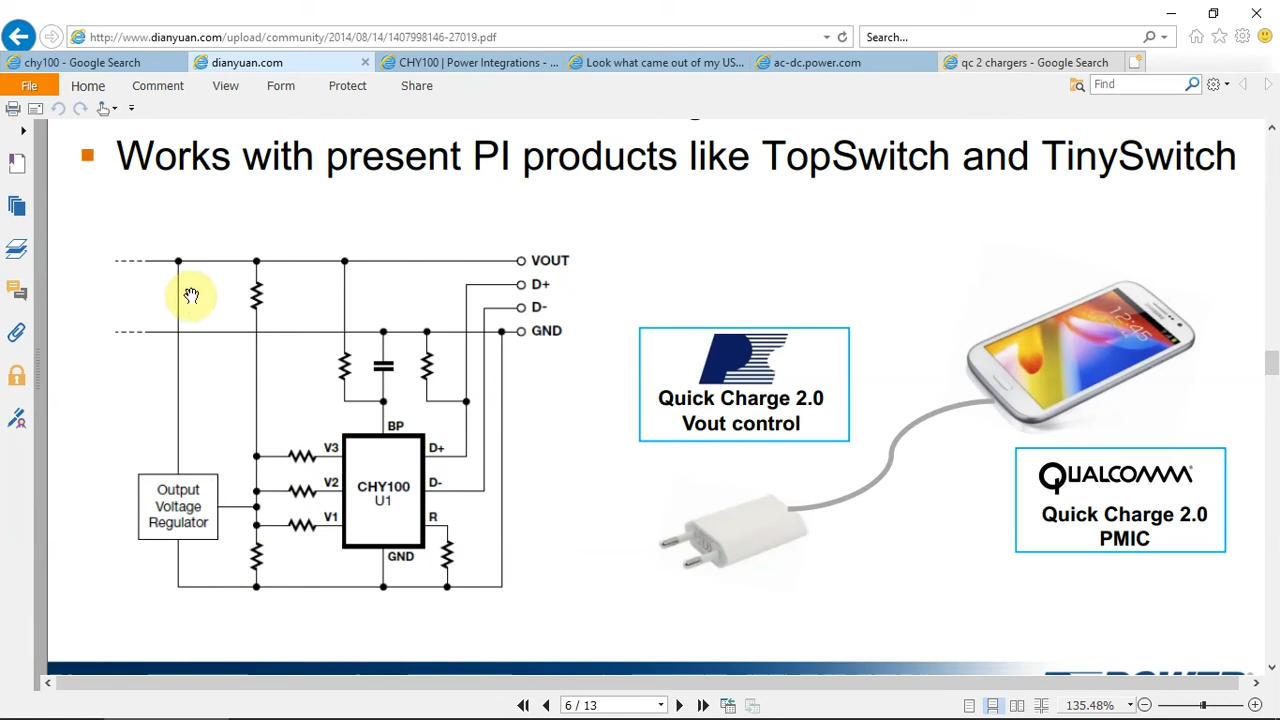 http://www.dianyuan.com/upload/community/2014/08/14/1407998146-27019.pdf
Search...
chy100 - Google Search
dianyuan.com
CHY100| Power Integrations - ...
Look what came out of my US...
ac-dc.power.com
qc 2 chargers - Google Search
File
Home
Comment
View
Form
Protect
Share
Find
Works with present PI products like TopSwitch and TinySwitch
VOUT
D+
D-
GND
BP
V3
D+
V2
CHY100
U1
D-
V1
R
GND
Output
Voltage
Regulator
Quick Charge 2.0
Vout control
12:45
QUALCOMM
Quick Charge 2.0
PMIC
6 / 13
135.48%